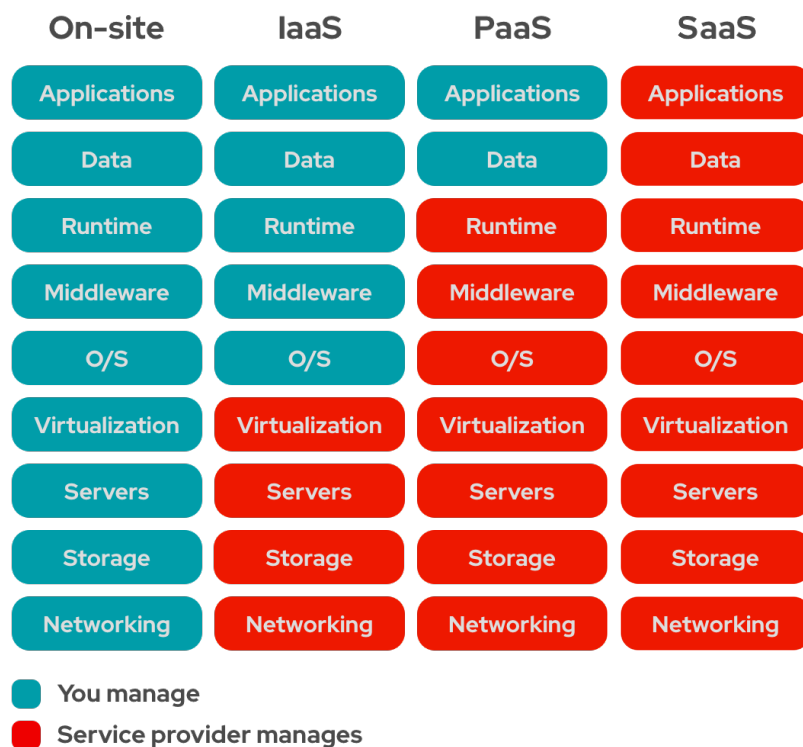 On-site IaaS PaaS SaaS
Applications Applications Applications Applications
Data Data Data Data
Runtime Runtime Runtime Runtime
Middleware Middleware Middleware Middleware
O/S O/S O/S O/S
Virtualization Virtualization Virtualization Virtualization
Servers Servers Servers Servers
Storage Storage Storage Storage
Networking Networking Networking Networking
You manage
Service provider manages